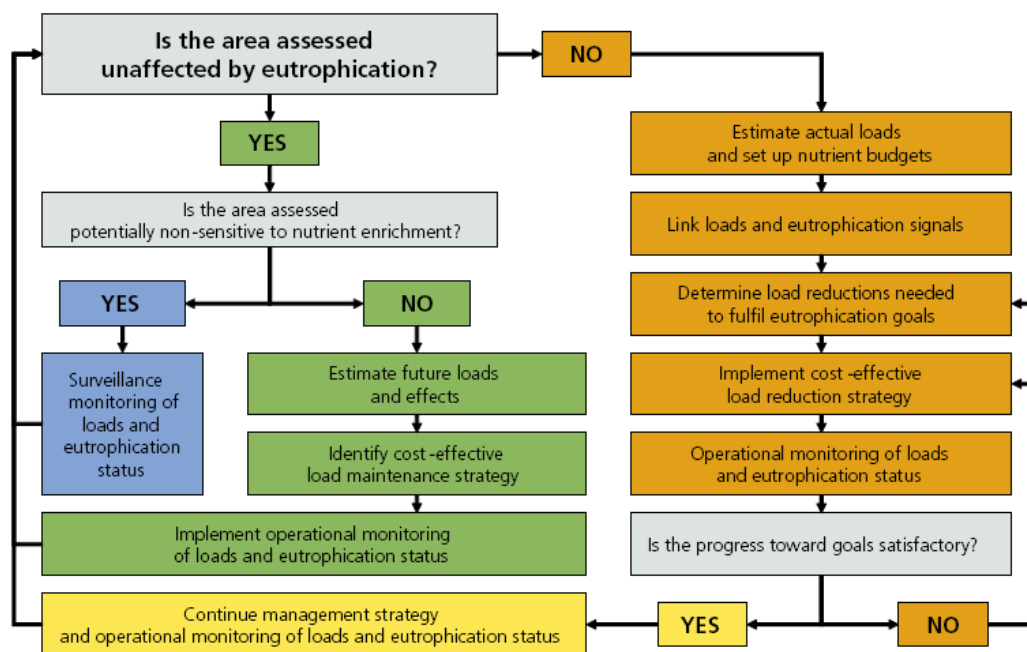 Is the area assessed
unaffected by eutrophication?
NO
YES
Is the area assessed
potentially non-sensitive to nutrient enrichment?
YES
NO
Surveillance
monitoring of
loads and
eutrophication
status
Estimate future loads
and effects
Identify cost-effective
load maintenance strategy
Implement operational monitoring
of loads and eutrophication status
Estimate actual loads
and set up nutrient budgets
Link loads and eutrophication signals
Determine load reductions needed
to fulfil eutrophication goals
Implement cost-effective
load reduction strategy
Operational monitoring of loads
and eutrophication status
Is the progress toward goals satisfactory?
YES
NO
Continue management strategy
and operational monitoring of loads and eutrophication status